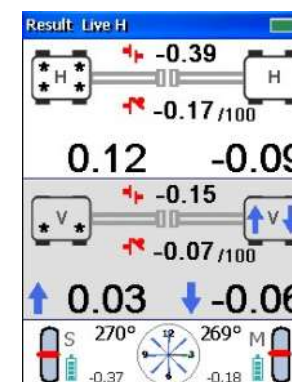 Result Live H
-0.39
H H
-0.17 /100
0.12 -0.09
-0.15
V V
-0.07 /100
0.03 -0.06
S 270° 12 269° M
9 3
-0.37 6 -0.18